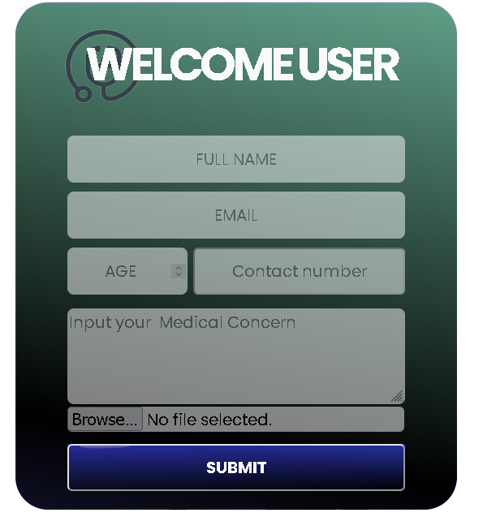 WELCOME USER
FULL NAME
EMAIL
AGE Contact number
Input your Medical Concern
Browse... No file selected.
SUBMIT